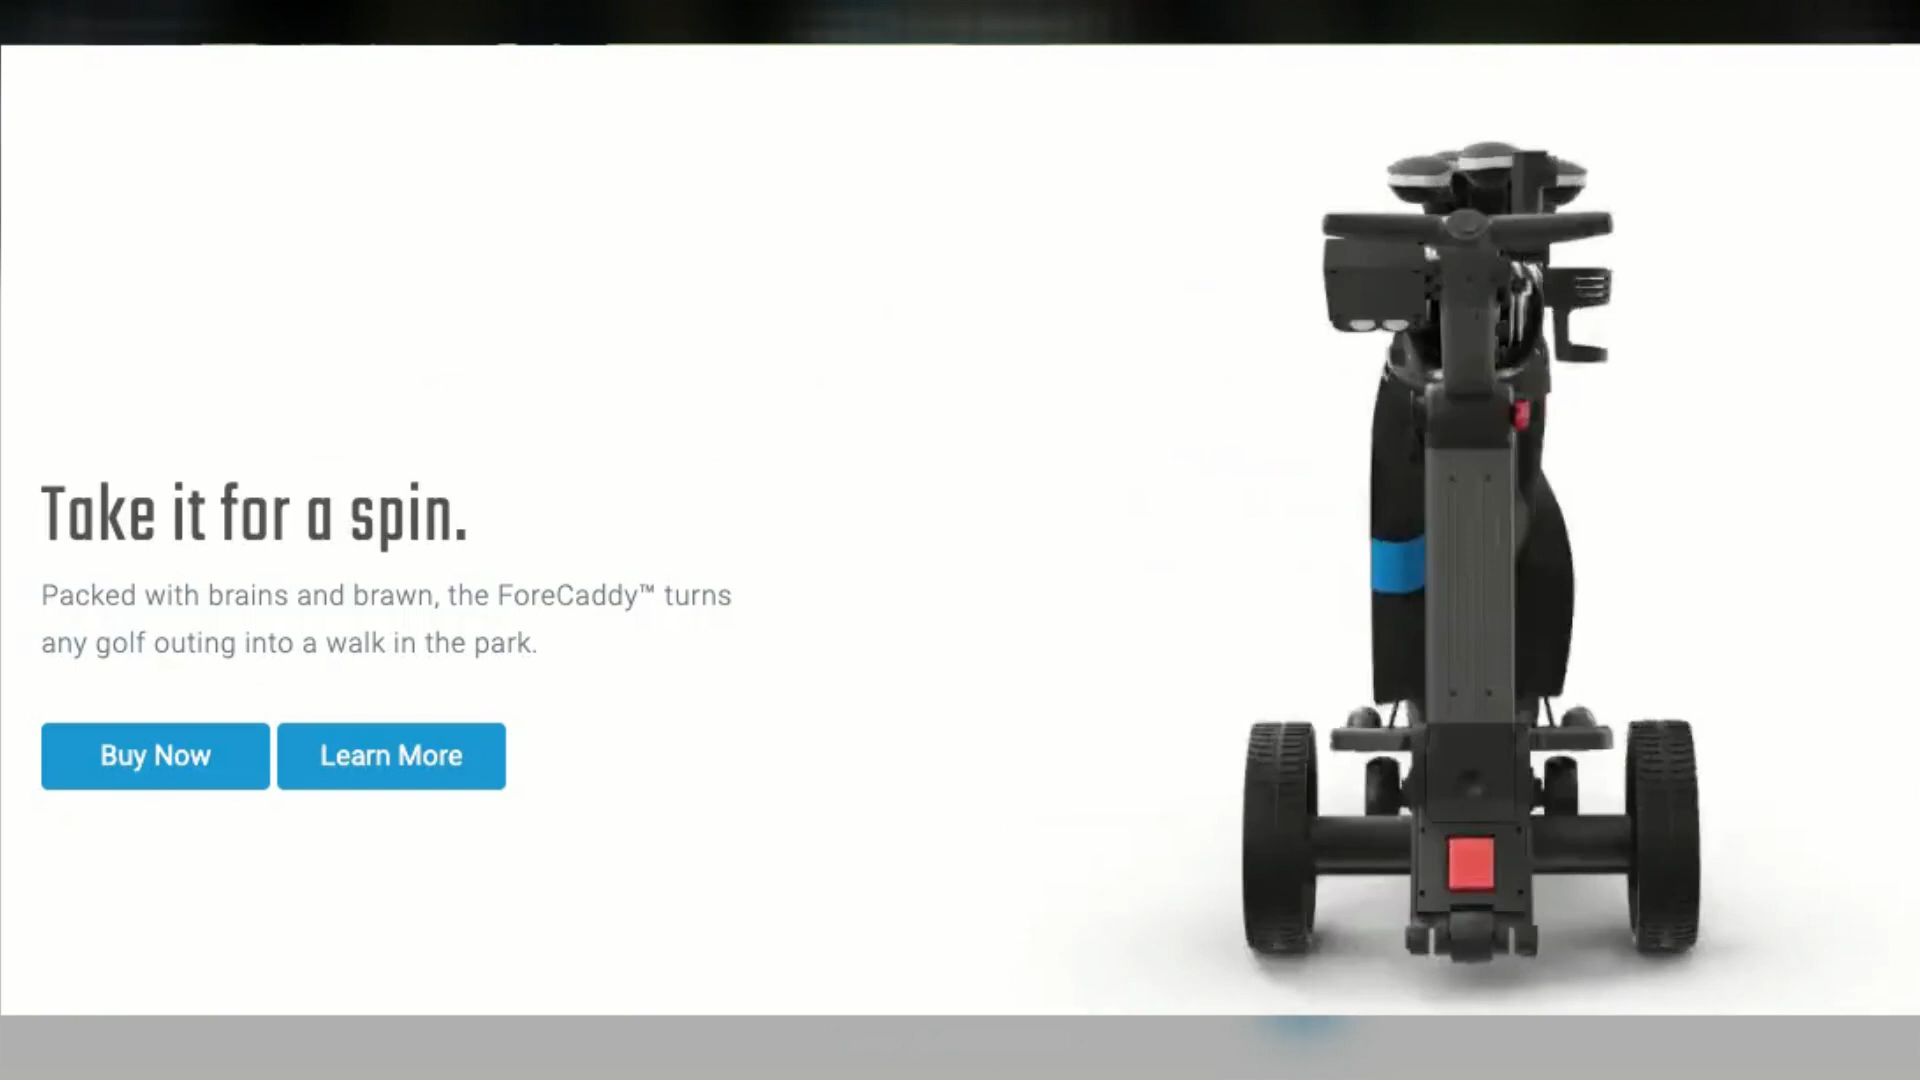 Take it for a spin.
Packed with brains and brawn, the ForeCaddy™ turns
any golf outing into a walk in the park.
Buy Now
Learn More